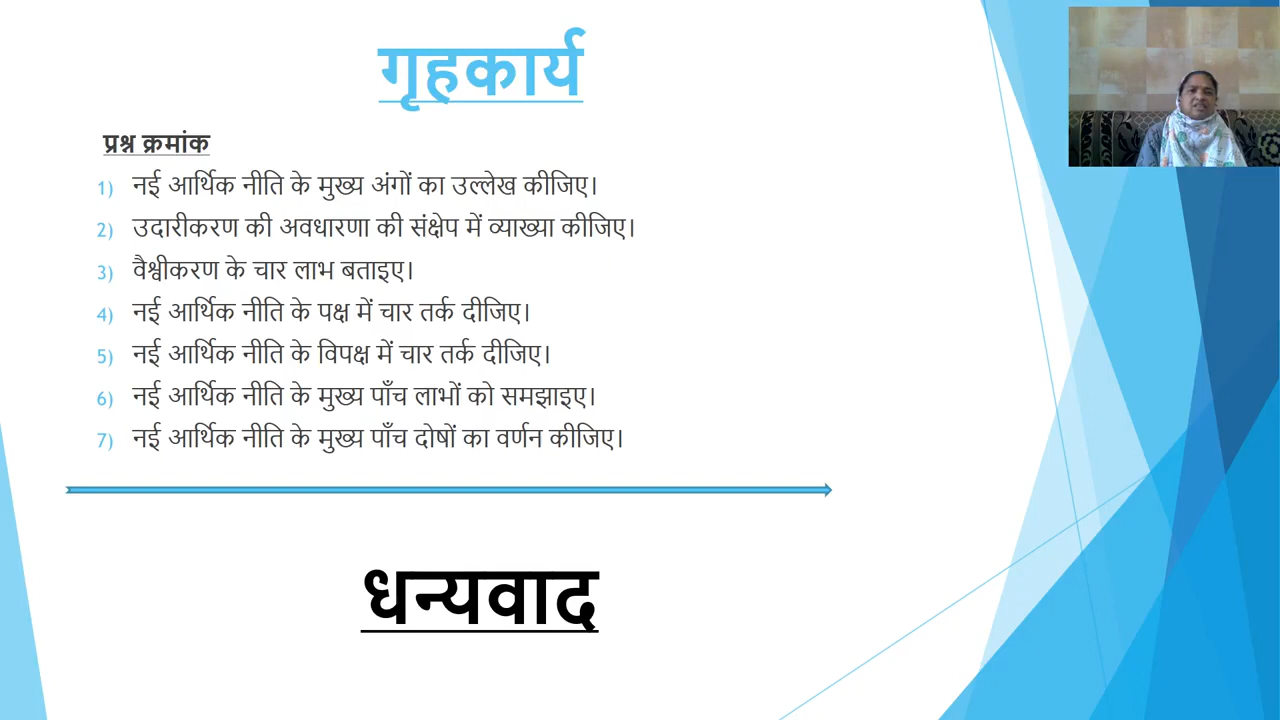 गृहकार्य
प्रश्न क्रमांक
1) नई आर्थिक नीति के मुख्य अंगों का उल्लेख कीजिए।
2) उदारीकरण की अवधारणा की संक्षेप में व्याख्या कीजिए।
3) वैश्वीकरण के चार लाभ बताइए।
4) नई आर्थिक नीति के पक्ष में चार तर्क दीजिए।
5) नई आर्थिक नीति के विपक्ष में चार तर्क दीजिए।
6) नई आर्थिक नीति के मुख्य पाँच लाभों को समझाइए।
7) नई आर्थिक नीति के मुख्य पाँच दोषों का वर्णन कीजिए।
धन्यवाद